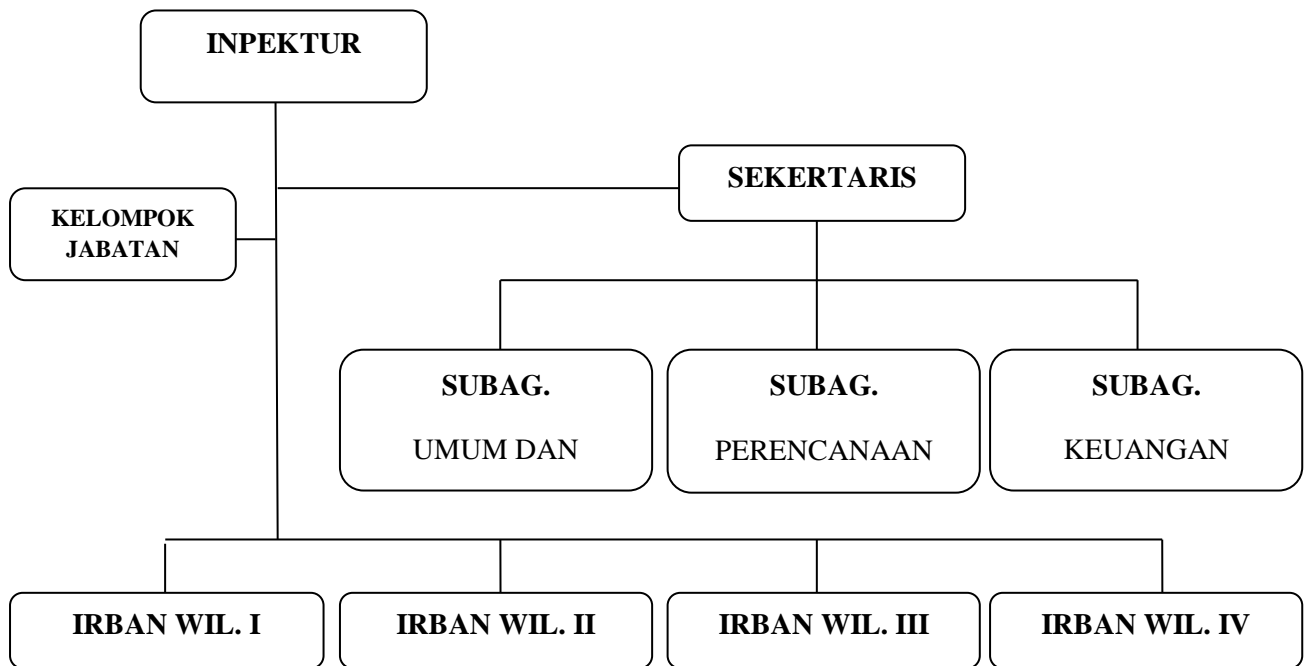 INPEKTUR
SEKERTARIS
KELOMPOK
JABATAN
SUBAG.
UMUM DAN
SUBAG.
PERENCANAAN
SUBAG.
KEUANGAN
IRBAN WIL. I
IRBAN WIL. II
IRBAN WIL. III
IRBAN WIL. IV